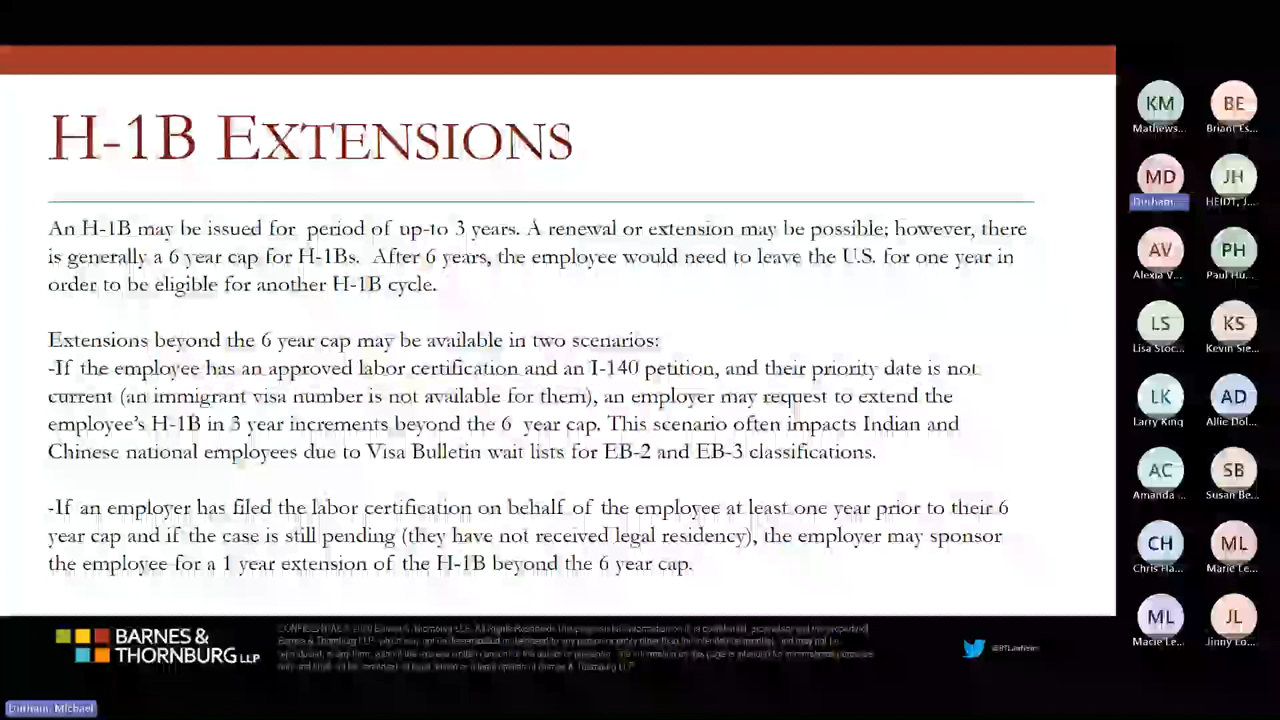 H-1B EXTENSIONS
An H-1B may be issued for period of up-to 3 years. A renewal or extension may be possible; however, there
is generally a 6 year cap for H-1Bs. After 6 years, the employee would need to leave the U.S. for one year in
order to be eligible for another H-1B cycle.
Extensions beyond the 6 year cap may be available in two scenarios:
-If the employee has an approved labor certification and an I-140 petition, and their priority date is not
current (an immigrant visa number is not available for them), an employer may request to extend the
employee's H-1B in 3 year increments beyond the 6 year cap. This scenario often impacts Indian and
Chinese national employees due to Visa Bulletin wait lists for EB-2 and EB-3 classifications.
-If an employer has filed the labor certification on behalf of the employee at least one year prior to their 6
year cap and if the case is still pending (they have not received legal residency), the employer may sponsor
the employee for a 1 year extension of the H-1B beyond the 6 year cap.
BARNES &
THORNBURG LLP
@BTLawNews
KM BE
Mathews... Briant Es...
MD JH
Durham... HEIDT, J...
AV PH
Alexia V... Paul Hu...
LS KS
Lisa Stoc... Kevin Sie...
LK AD
Larry King Allie Dol...
AC SB
Amanda ... Susan Be...
CH ML
Chris Ha... Marie Le...
ML JL
Macie Le... Jinny Lo...
Durham, Michael